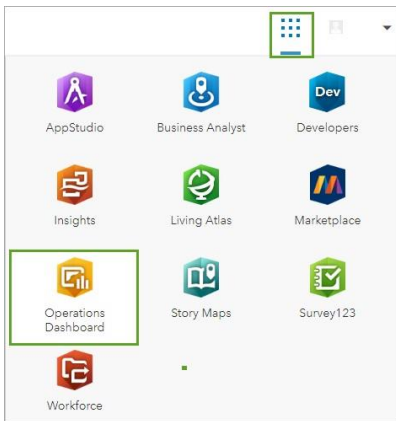 AppStudio
Business Analyst
Dev
Developers
Insights
Living Atlas
Marketplace
Operations
Dashboard
Story Maps
Survey123
Workforce